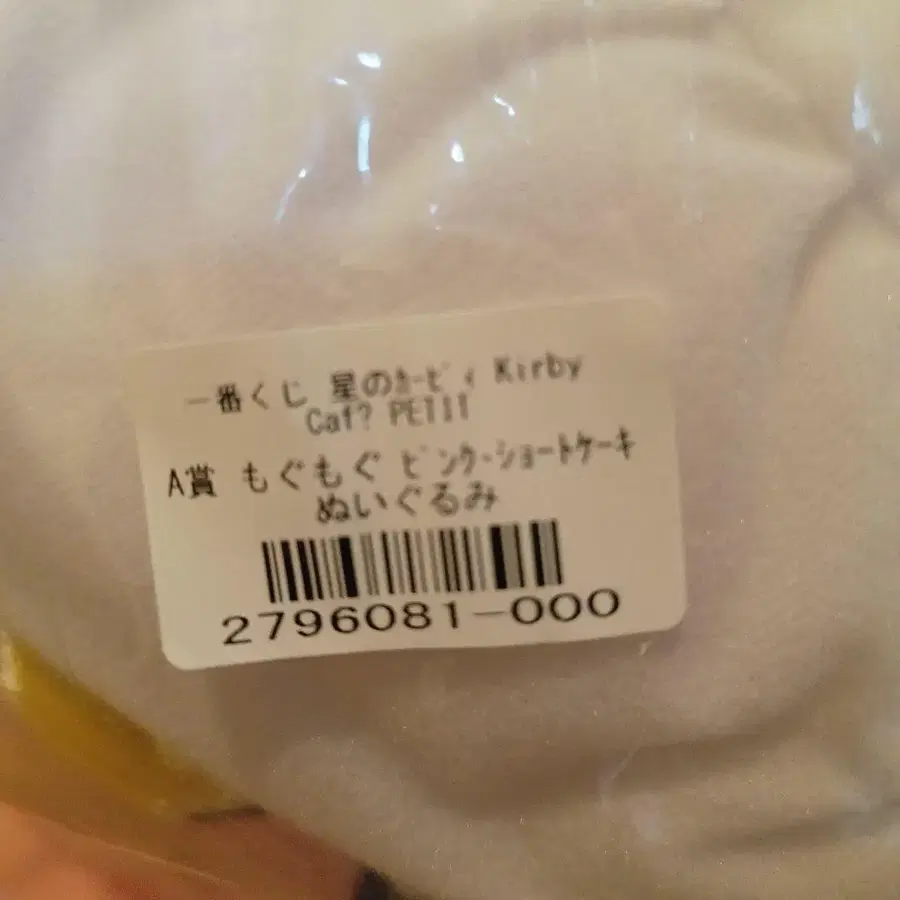 一番くじ 星のｶｰﾋﾞｨ Kirby
Caf? PETIT
A賞 もぐもぐ ﾋﾟﾝｸ･ｼｮｰﾄｹｰｷ
ぬいぐるみ
2796081-000